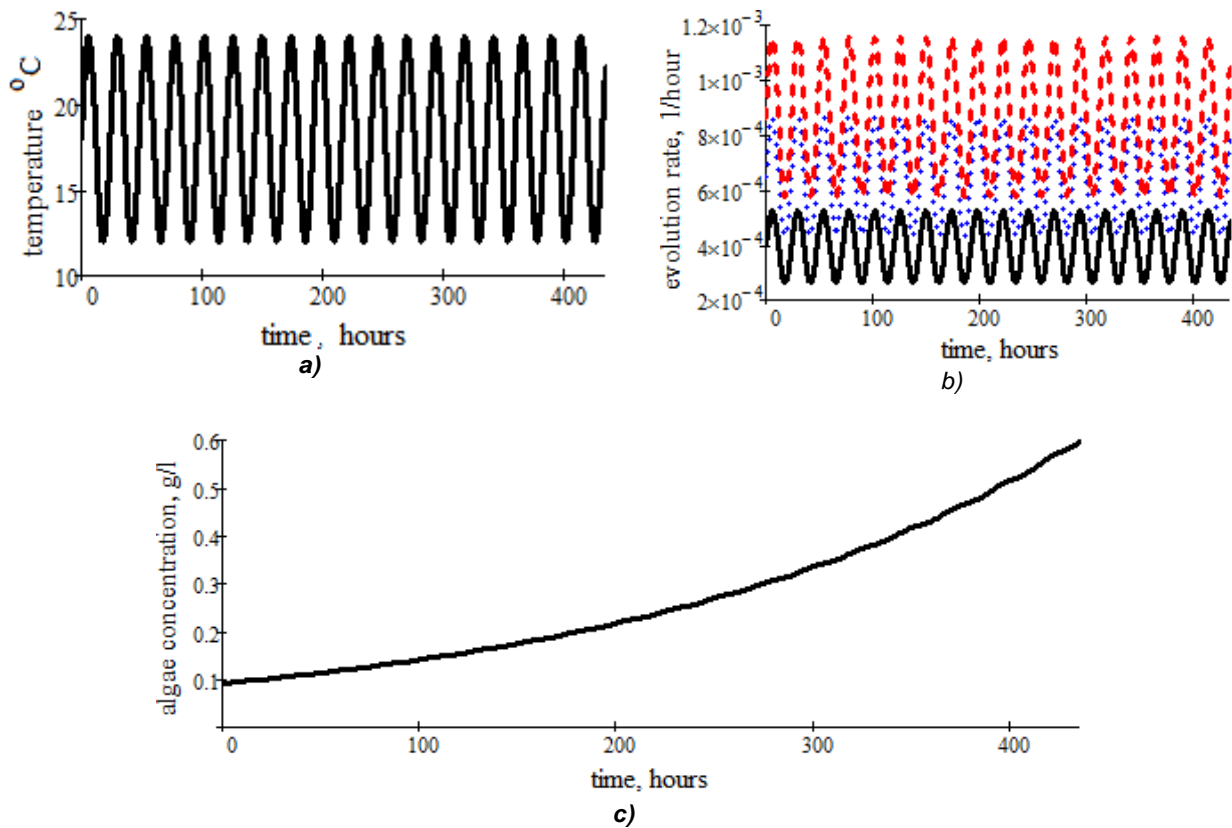 temperature °C
25
20
15
10
0 100 200 300 400
time, hours
a)
evolution rate, l/hour
1.2×10⁻³
1×10⁻³
8×10⁻⁴
6×10⁻⁴
4×10⁻⁴
2×10⁻⁴
0 100 200 300 400
time, hours
b)
algae concentration, g/l
0.6
0.5
0.4
0.3
0.2
0.1
0 100 200 300 400
time, hours
c)